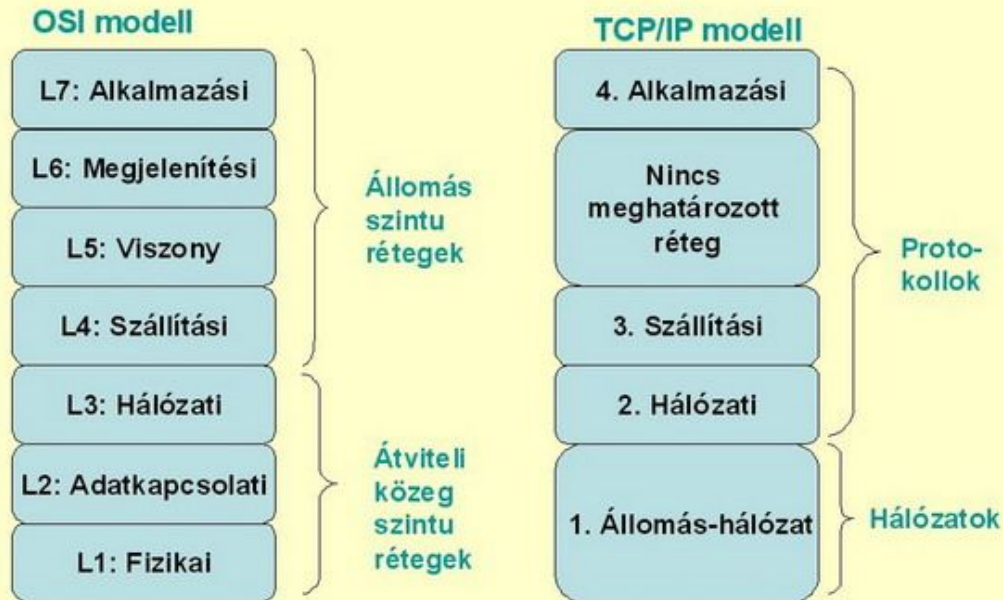 OSI modell
L7: Alkalmazási
L6: Megjelenítési
L5: Viszony
L4: Szállítási
L3: Hálózati
L2: Adatkapcsolati
L1: Fizikai
Állomás
szintu
rétegek
Átviteli
közeg
szintu
rétegek
TCP/IP modell
4. Alkalmazási
Nincs
meghatározott
réteg
3. Szállítási
2. Hálózati
1. Állomás-hálózat
Proto-
kollok
Hálózatok